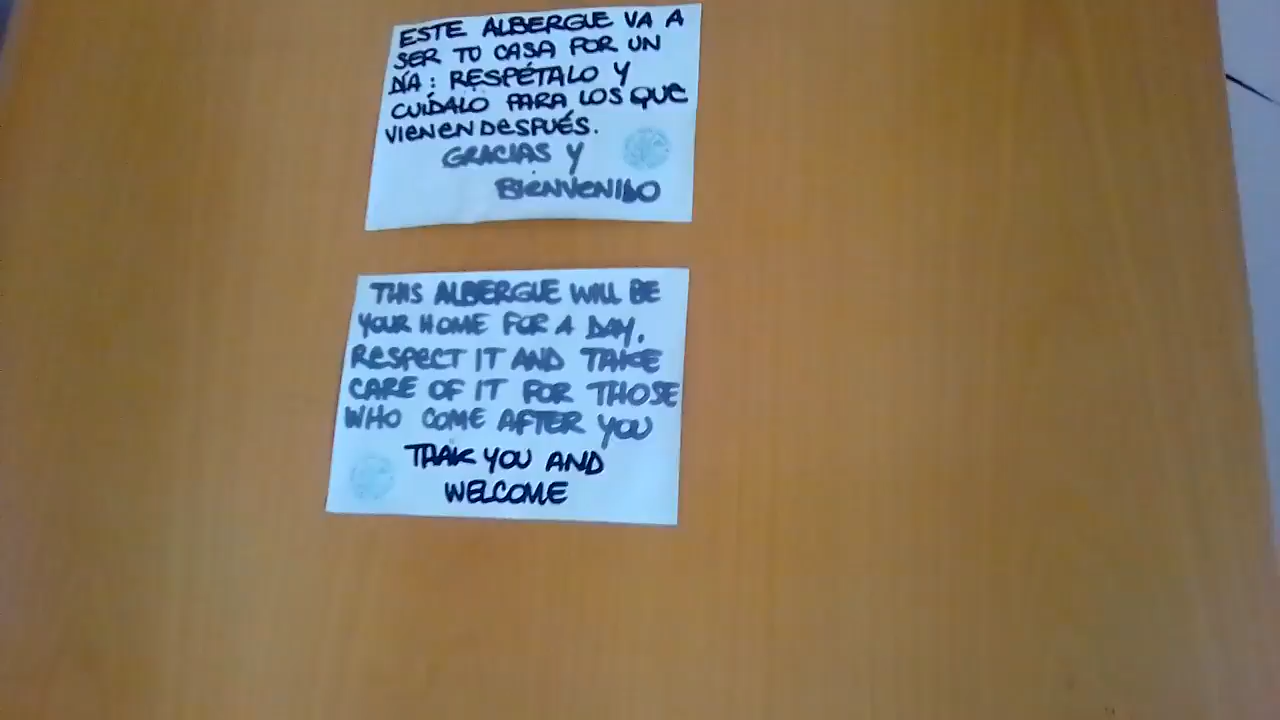 ESTE ALBERGUE VA A
SER TU CASA POR UN
DÍA: RESPÉTALO Y
CUÍDALO PARA LOS QUE
VIENEN DESPUÉS.
GRACIAS Y
BIENVENIDO
THIS ALBERGUE WILL BE
YOUR HOME FOR A DAY.
RESPECT IT AND TAKE
CARE OF IT FOR THOSE
WHO COME AFTER YOU
THAK YOU AND
WELCOME